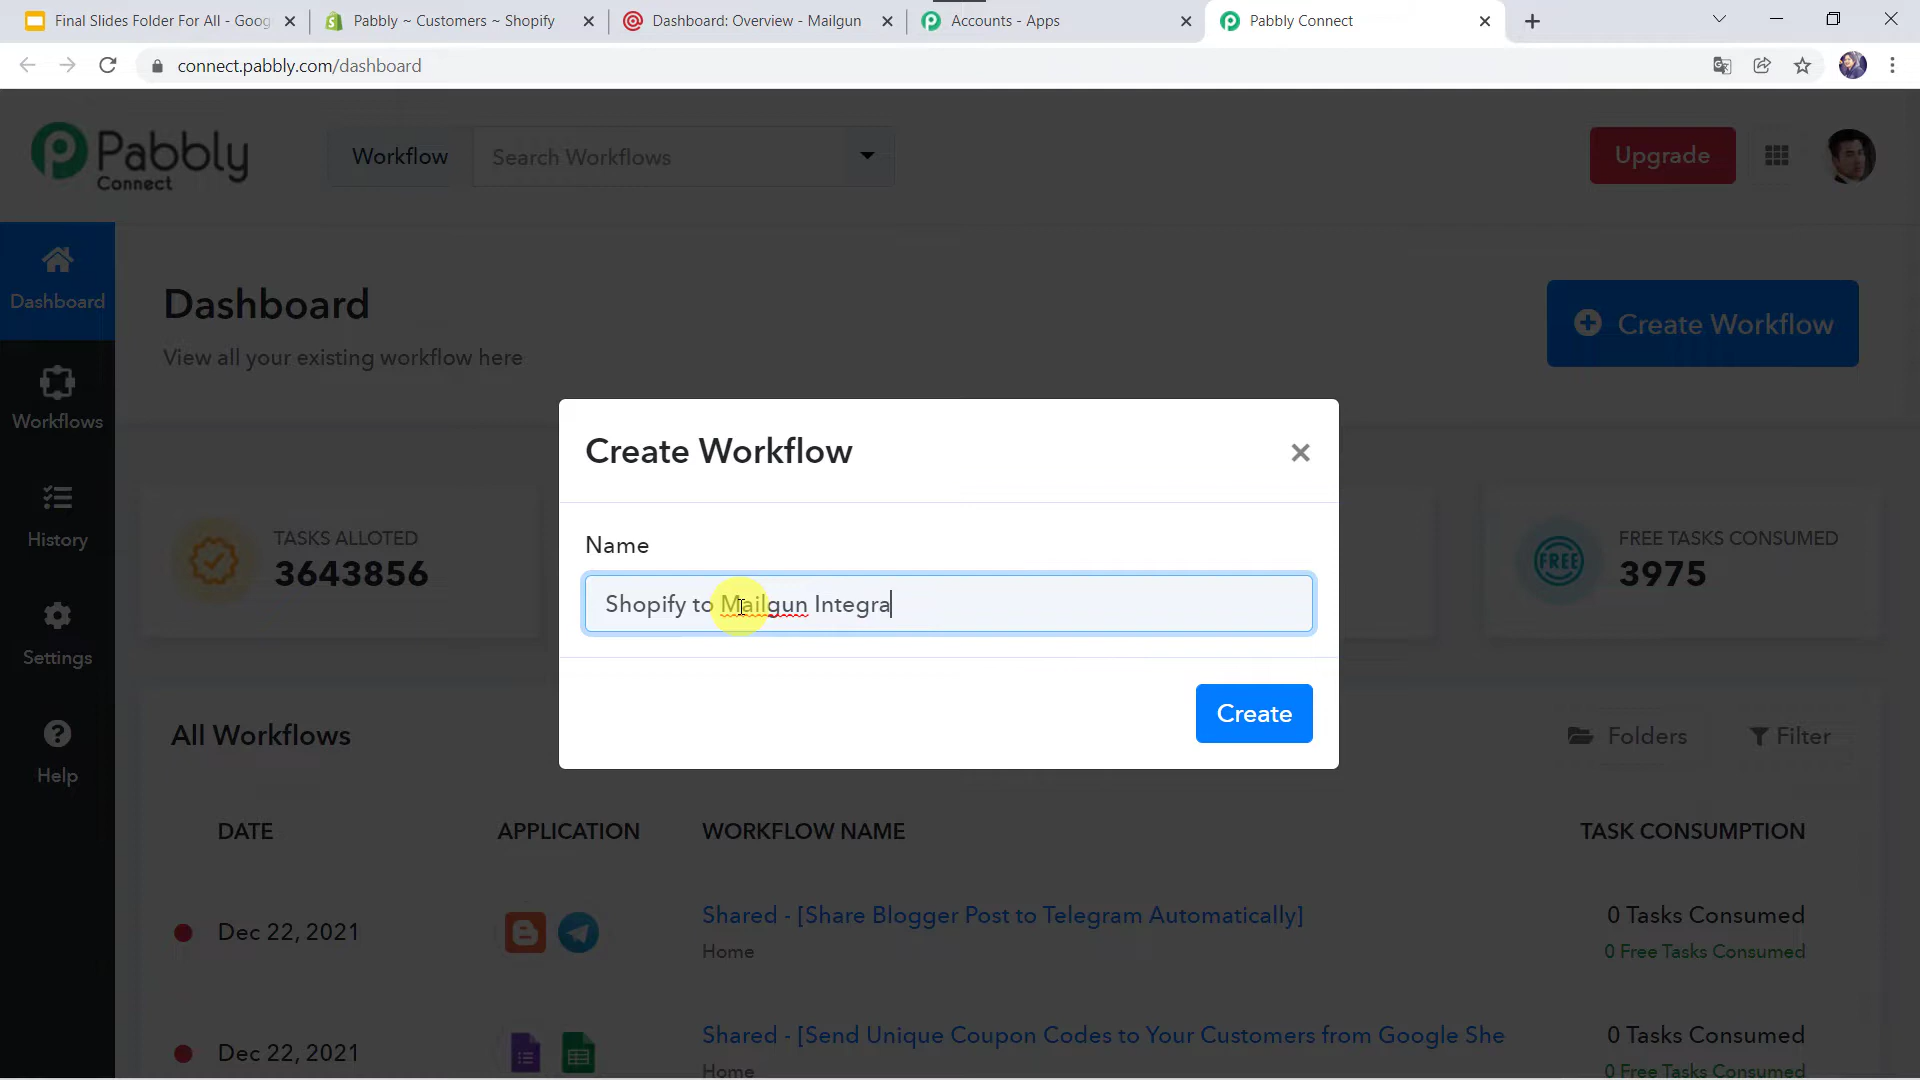 Final Slides Folder For All - Goog
Pabbly ~ Customers ~ Shopify
Dashboard: Overview - Mailgun
Accounts - Apps
Pabbly Connect
connect.pabbly.com/dashboard
Pabbly
Connect
Workflow
Search Workflows
Upgrade
Dashboard
Dashboard
View all your existing workflow here
Create Workflow
Workflows
Create Workflow
Name
Shopify to Mailgun Integra
Create
History
TASKS ALLOTED
3643856
FREE
FREE TASKS CONSUMED
3975
Settings
Help
All Workflows
Folders
Filter
DATE
APPLICATION
WORKFLOW NAME
TASK CONSUMPTION
Dec 22, 2021
Shared - [Share Blogger Post to Telegram Automatically]
Home
0 Tasks Consumed
0 Free Tasks Consumed
Dec 22, 2021
Shared - [Send Unique Coupon Codes to Your Customers from Google She
Home
0 Tasks Consumed
0 Free Tasks Consumed